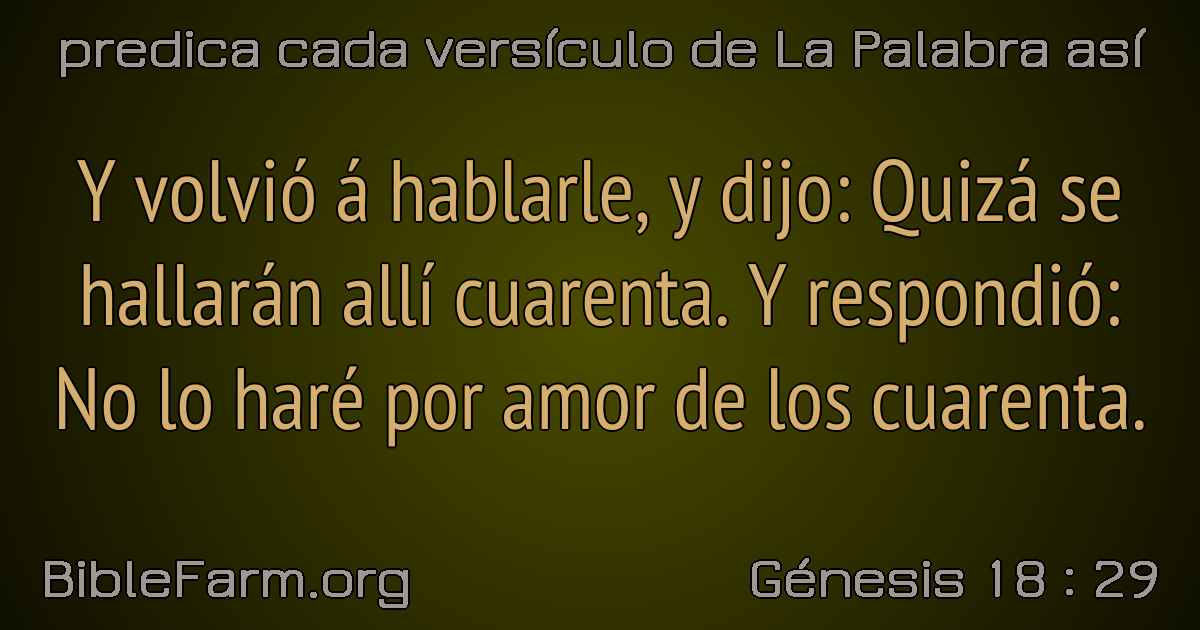 predica cada versículo de La Palabra así
Y volvió á hablarle, y dijo: Quizá se
hallarán allí cuarenta. Y respondió:
No lo haré por amor de los cuarenta.
BibleFarm.org
Génesis 18 : 29